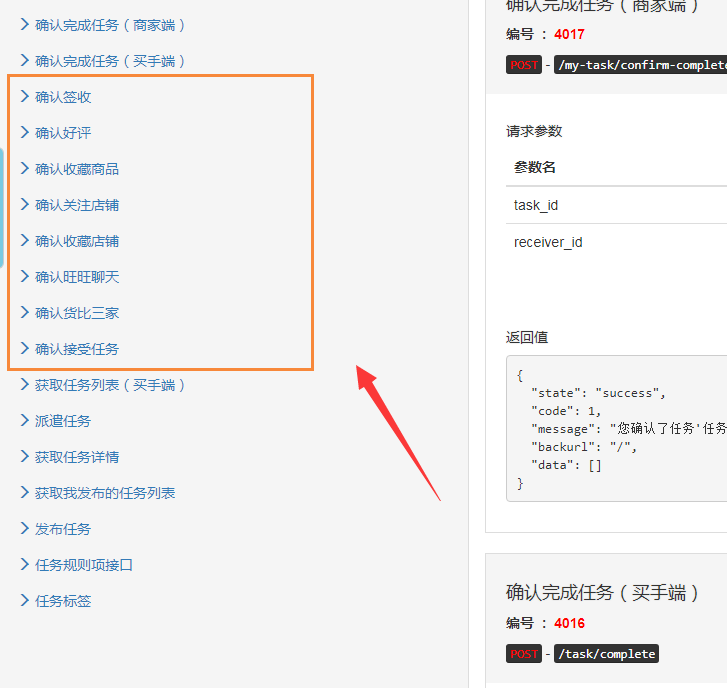 确认完成任务（商家端）
确认完成任务（买手端）
确认签收
确认好评
确认收藏商品
确认关注店铺
确认收藏店铺
确认旺旺聊天
确认货比三家
确认接受任务
获取任务列表（买手端）
派遣任务
获取任务详情
获取我发布的任务列表
发布任务
任务规则项接口
任务标签
确认完成任务（商家端）
编号 ： 4017
POST - /my-task/confirm-complete
请求参数
参数名
task_id
receiver_id
返回值
{
"state": "success",
"code": 1,
"message": "您确认了任务'任务
"backurl": "/",
"data": []
}
确认完成任务（买手端）
编号 ： 4016
POST - /task/complete